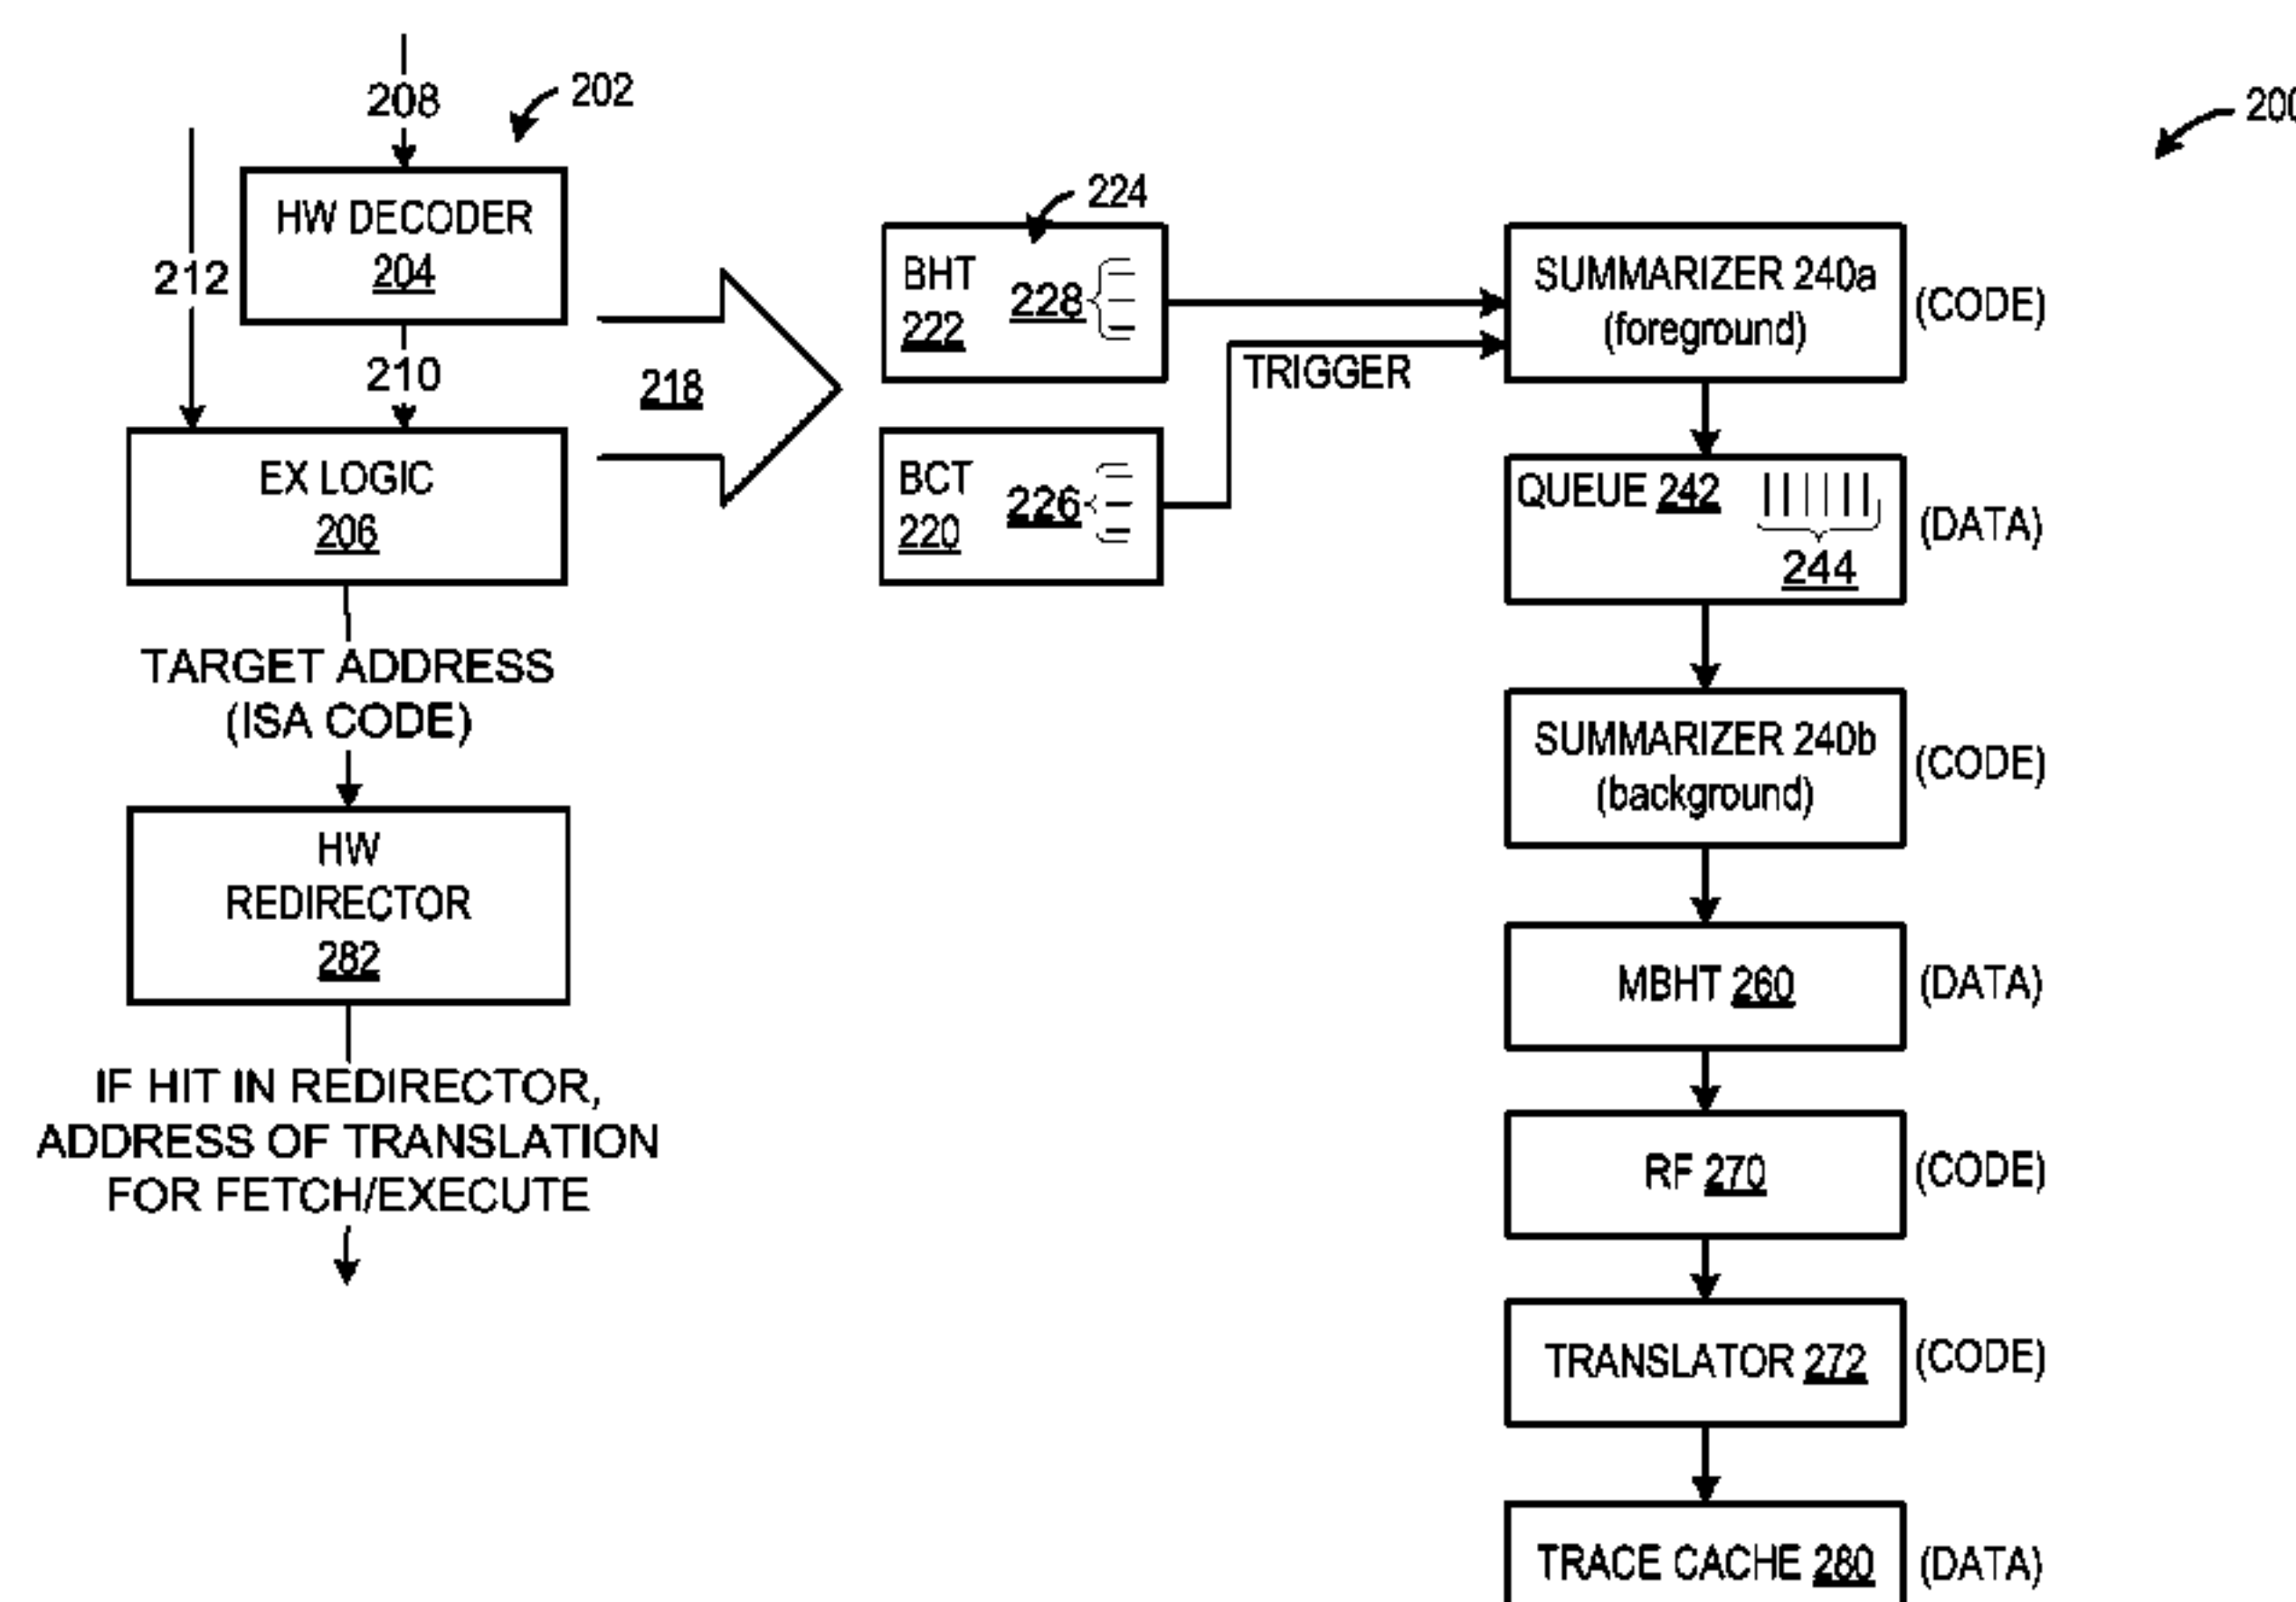 208
202
200
HW DECODER
204
212
210
EX LOGIC
206
TARGET ADDRESS
(ISA CODE)
HW
REDIRECTOR
282
IF HIT IN REDIRECTOR,
ADDRESS OF TRANSLATION
FOR FETCH/EXECUTE
218
224
BHT
222
228
BCT
220
226
TRIGGER
SUMMARIZER 240a
(foreground)
(CODE)
QUEUE 242
244
(DATA)
SUMMARIZER 240b
(background)
(CODE)
MBHT 260
(DATA)
RF 270
(CODE)
TRANSLATOR 272
(CODE)
TRACE CACHE 280
(DATA)